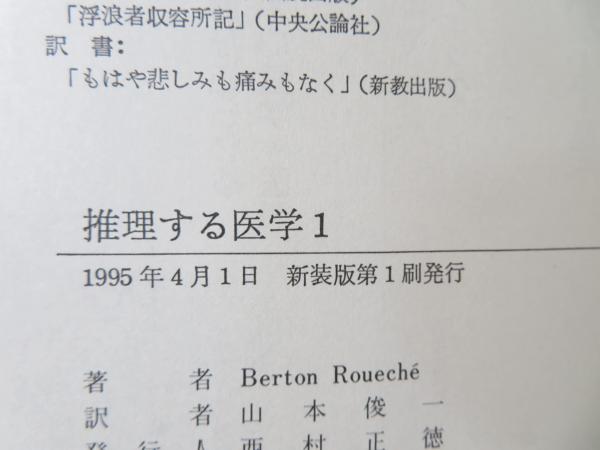 「浮浪者収容所記」(中央公論社)
訳 書:
「もはや悲しみも痛みもなく」(新教出版)
推理する医学1
1995年4月1日 新装版第1刷発行
著 者 Berton Roueché
訳 者 山本俊一
発行人 西村正徳